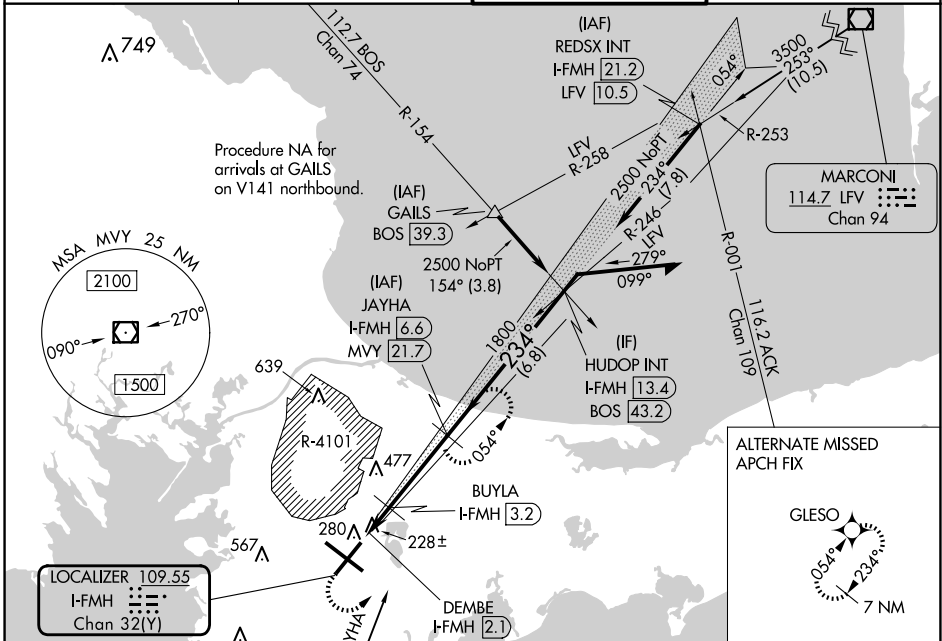 749
112.7 BOS
Chan 74
R-154
Procedure NA for
arrivals at GAILS
on V141 northbound.
(IAF)
REDSX INT
I-FMH 21.2
LFV 10.5
054°
3500
253°
(10.5)
R-253
LFV
R-258
2500 NoPT
234°
(7.8)
R-246
LFV
MARCONI
114.7 LFV
Chan 94
(IAF)
GAILS
BOS 39.3
2500 NoPT
154° (3.8)
279°
099°
R-001
116.2 ACK
Chan 109
MSA MVY 25 NM
2100
270°
090°
1500
(IAF)
JAYHA
I-FMH 6.6
MVY 21.7
1800
234°
(6.8)
(IF)
HUDOP INT
I-FMH 13.4
BOS 43.2
639
R-4101
054°
477
BUYLA
I-FMH 3.2
280
228±
567
LOCALIZER 109.55
I-FMH
Chan 32(Y)
DEMBE
I-FMH 2.1
YHA
ALTERNATE MISSED
APCH FIX
GLESO
054°
234°
7 NM